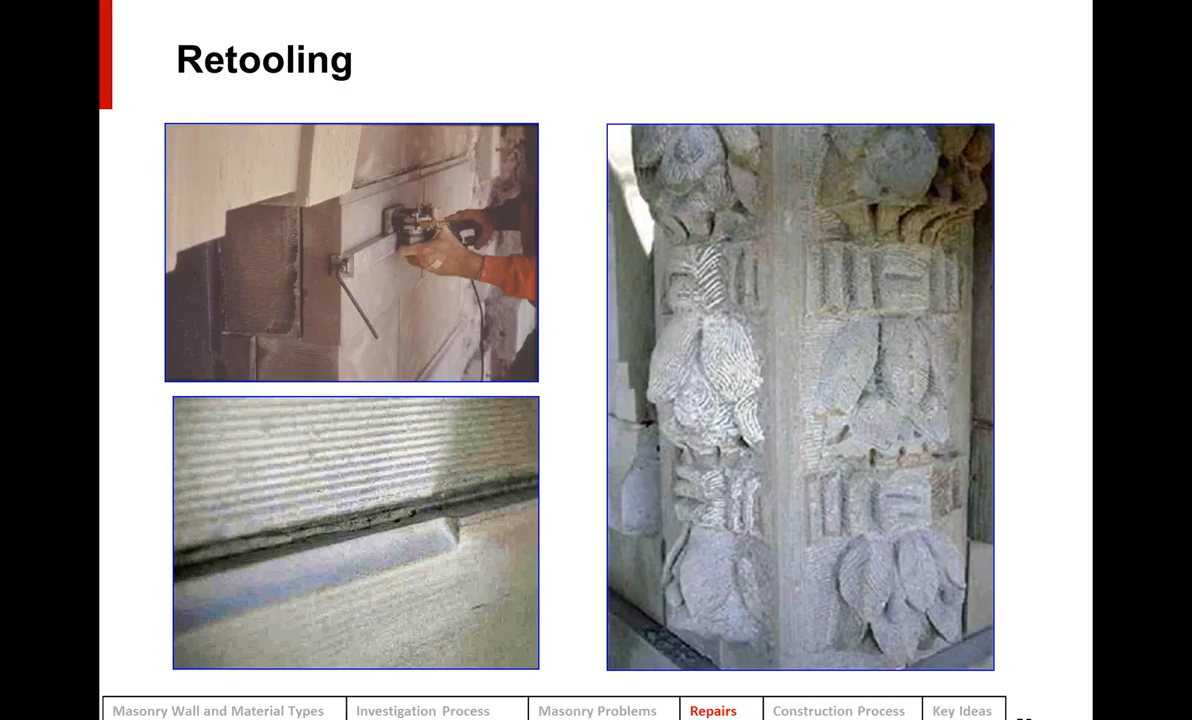 Retooling
Masonry Wall and Material Types
Investigation Process
Masonry Problems
Repairs
Construction Process
Key Ideas